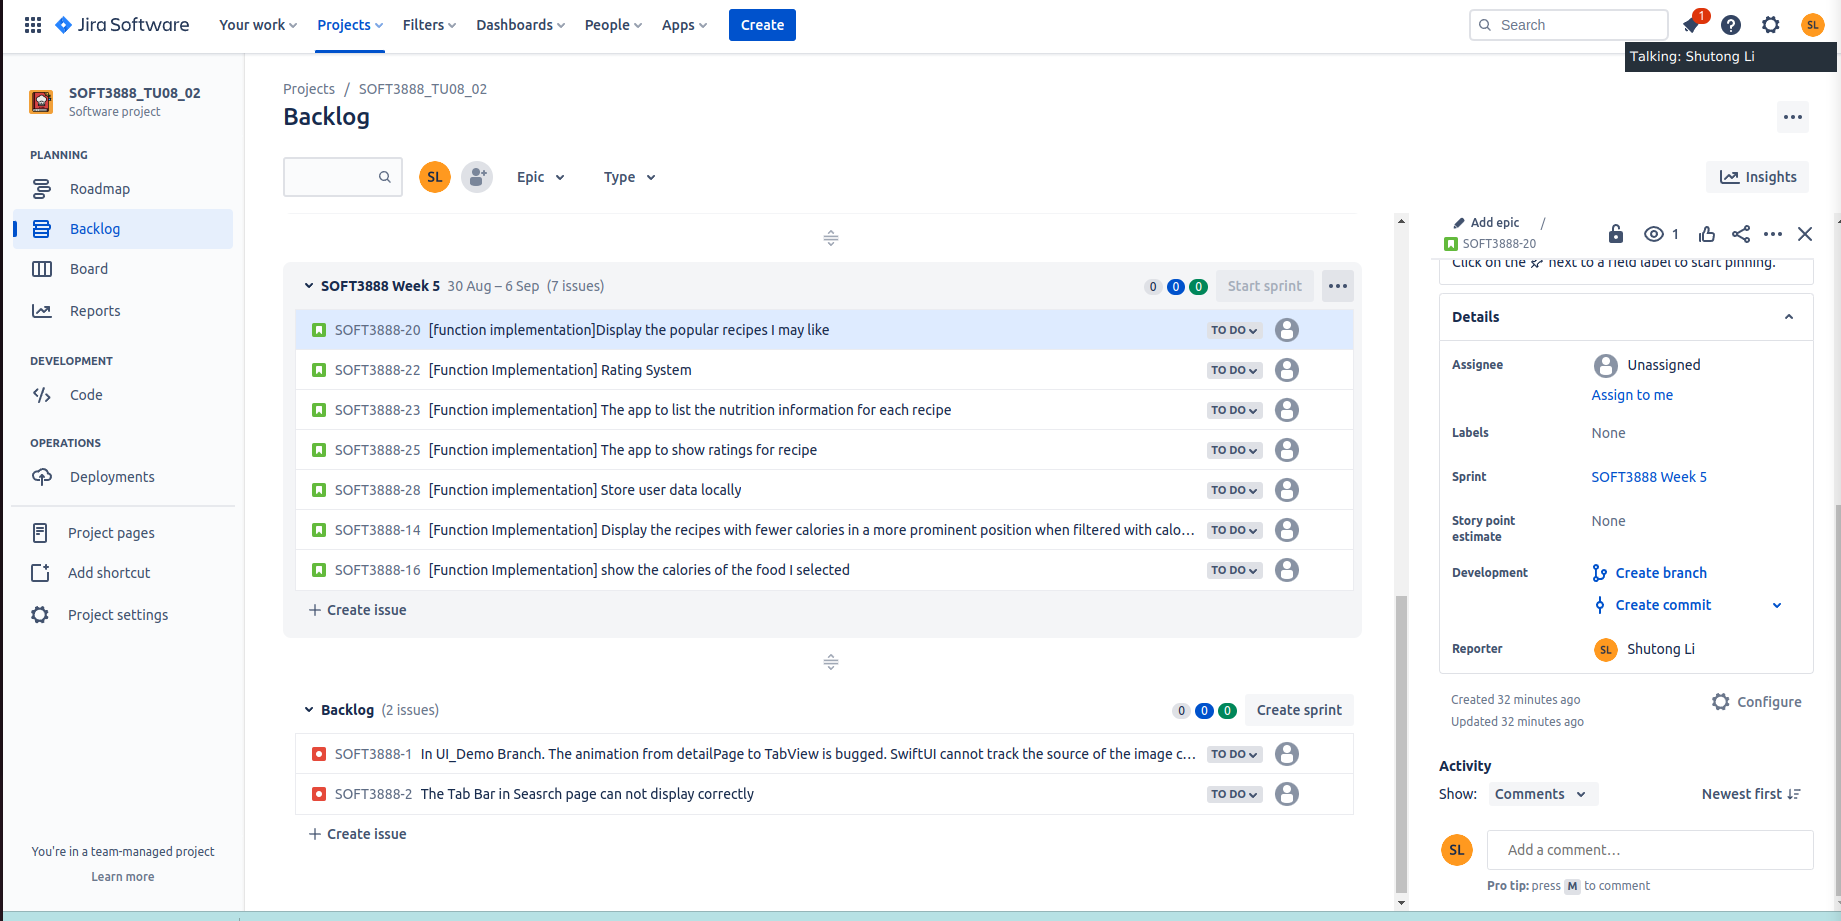 Jira Software
Your work
Projects
Filters
Dashboards
People
Apps
Create
Search
1
SL
Talking: Shutong Li
SOFT3888_TU08_02
Software project
PLANNING
Roadmap
Backlog
Board
Reports
DEVELOPMENT
Code
OPERATIONS
Deployments
Project pages
Add shortcut
Project settings
You're in a team-managed project
Learn more
Projects / SOFT3888_TU08_02
Backlog
SL
Epic
Type
Insights
SOFT3888 Week 5 30 Aug – 6 Sep (7 issues)
0 0 0 Start sprint
SOFT3888-20 [function implementation]Display the popular recipes I may like TO DO
SOFT3888-22 [Function Implementation] Rating System TO DO
SOFT3888-23 [Function implementation] The app to list the nutrition information for each recipe TO DO
SOFT3888-25 [Function implementation] The app to show ratings for recipe TO DO
SOFT3888-28 [Function implementation] Store user data locally TO DO
SOFT3888-14 [Function Implementation] Display the recipes with fewer calories in a more prominent position when filtered with calo... TO DO
SOFT3888-16 [Function Implementation] show the calories of the food I selected TO DO
+ Create issue
Backlog (2 issues)
0 0 0 Create sprint
SOFT3888-1 In UI_Demo Branch. The animation from detailPage to TabView is bugged. SwiftUI cannot track the source of the image c... TO DO
SOFT3888-2 The Tab Bar in Seasrch page can not display correctly TO DO
+ Create issue
Add epic /
SOFT3888-20
1
Click on the next to a field label to start pinning.
Details
Assignee Unassigned
Assign to me
Labels None
Sprint SOFT3888 Week 5
Story point estimate None
Development Create branch
Create commit
Reporter SL Shutong Li
Created 32 minutes ago
Updated 32 minutes ago
Configure
Activity
Show: Comments Newest first
SL Add a comment...
Pro tip: press M to comment